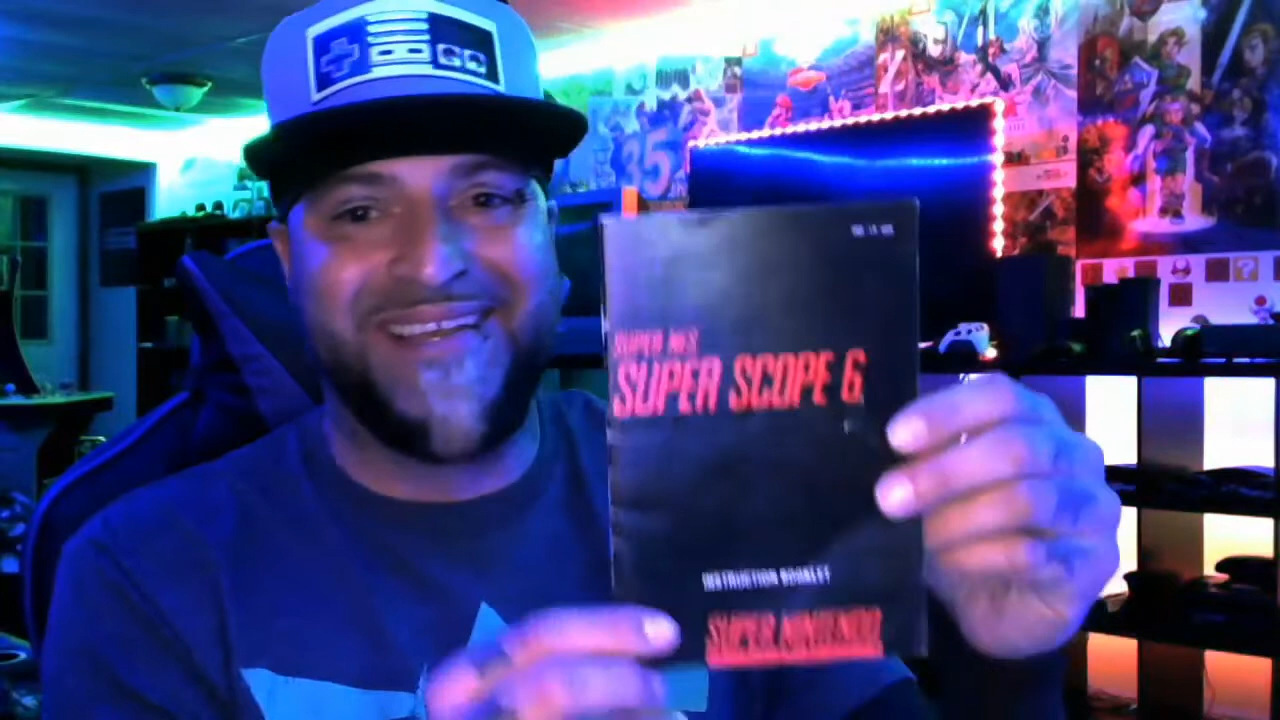 35
SUPER NES
SUPER SCOPE 6
INSTRUCTION BOOKLET
SUPER NINTENDO